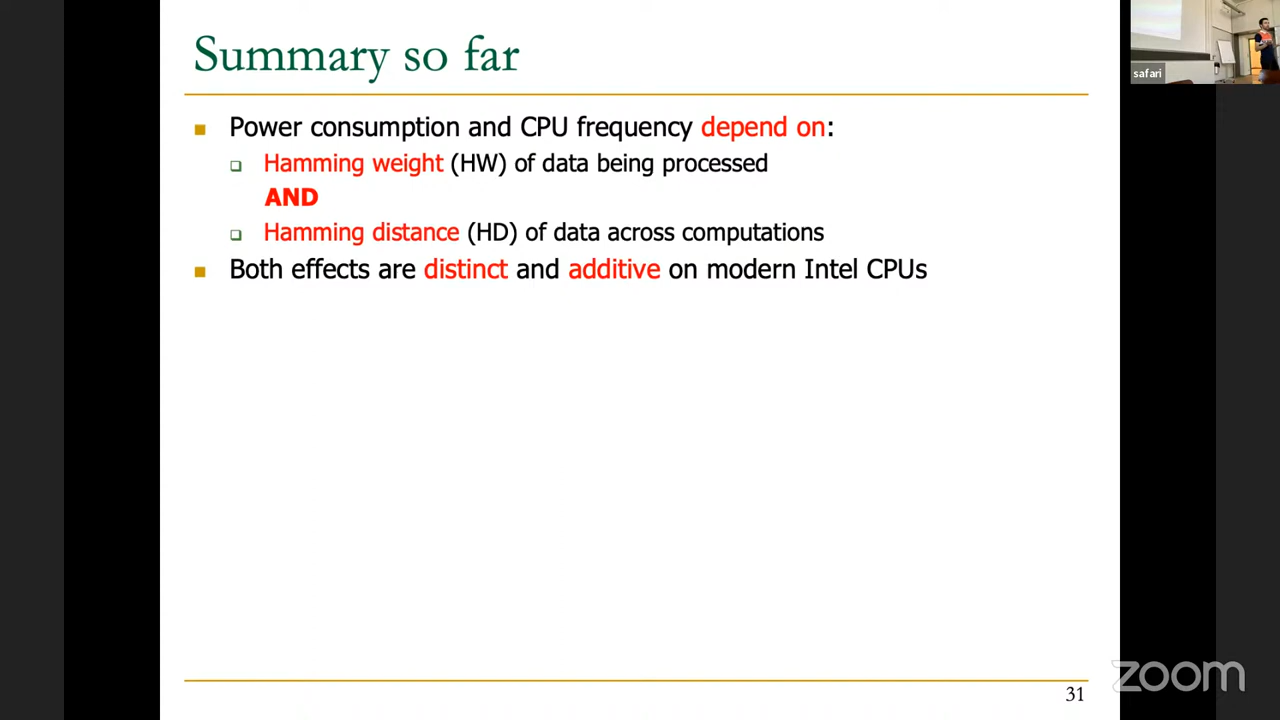 Summary so far
safari
Power consumption and CPU frequency depend on:
Hamming weight (HW) of data being processed
AND
Hamming distance (HD) of data across computations
Both effects are distinct and additive on modern Intel CPUs
31
zoom